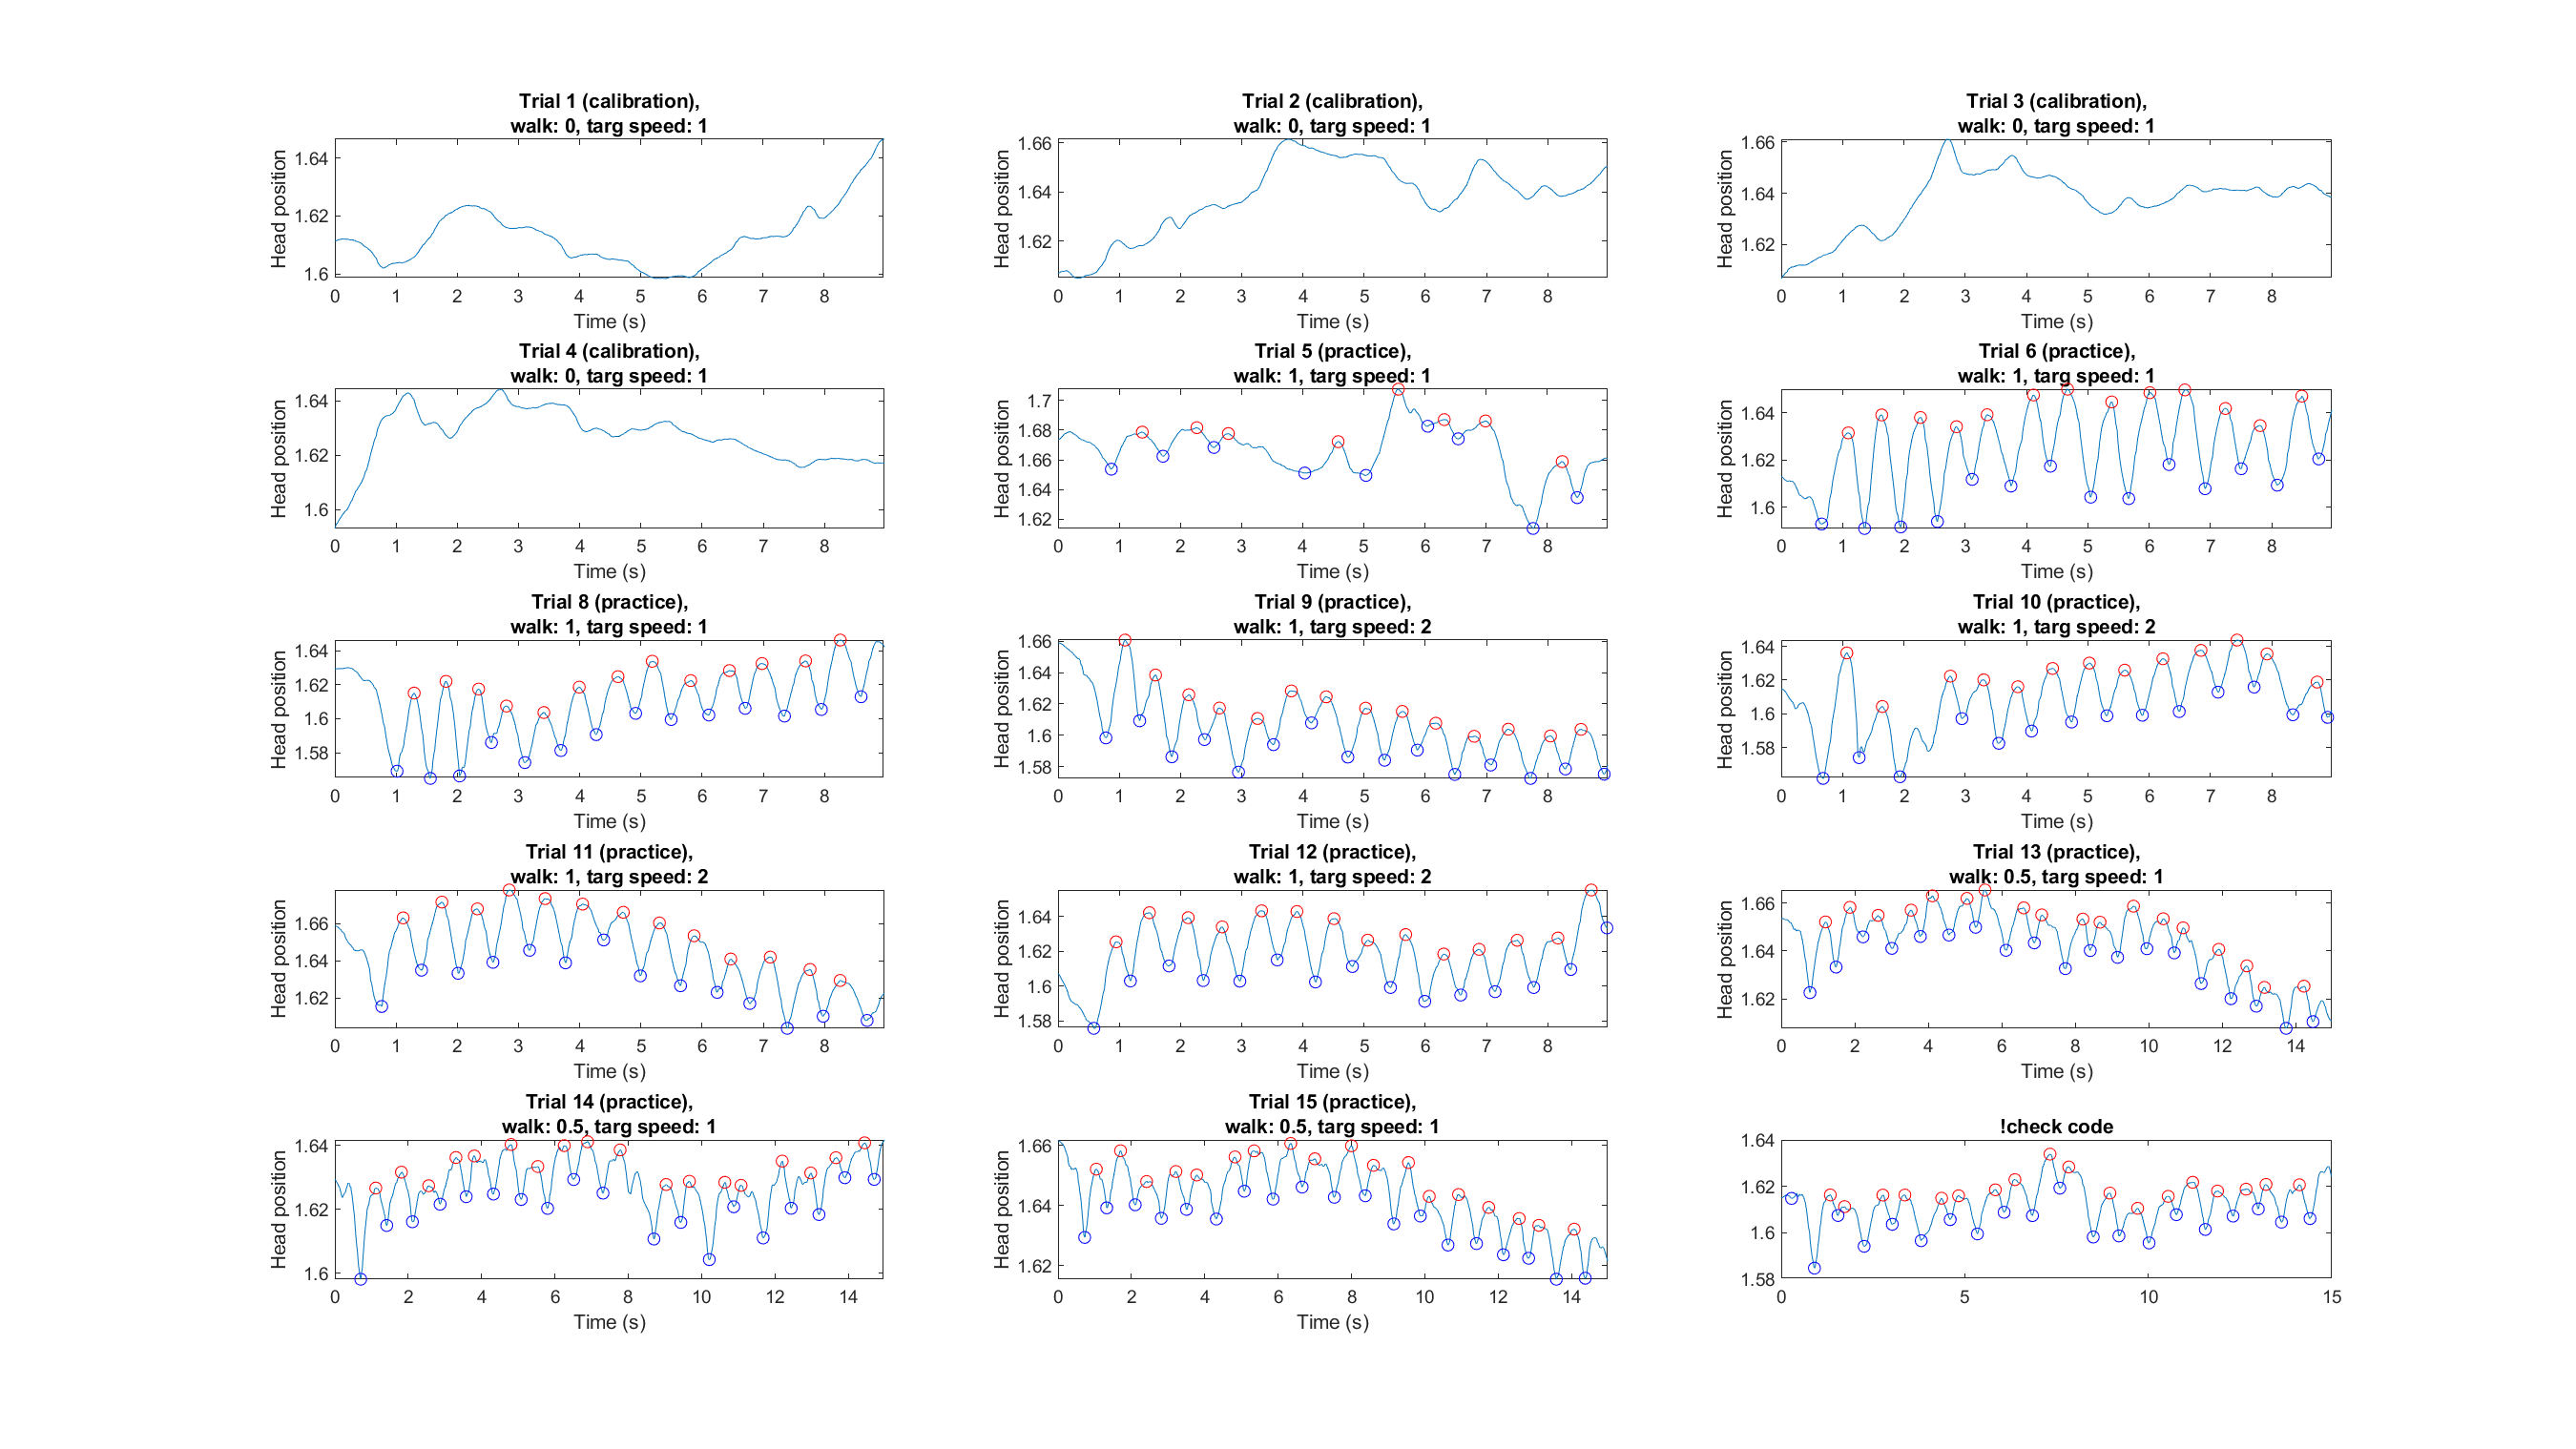 Trial 1 (calibration),
walk: 0, targ speed: 1
Head position
1.64
1.62
1.6
0 1 2 3 4 5 6 7 8
Time (s)
Trial 2 (calibration),
walk: 0, targ speed: 1
Head position
1.66
1.64
1.62
0 1 2 3 4 5 6 7 8
Time (s)
Trial 3 (calibration),
walk: 0, targ speed: 1
Head position
1.66
1.64
1.62
0 1 2 3 4 5 6 7 8
Time (s)
Trial 4 (calibration),
walk: 0, targ speed: 1
Head position
1.64
1.62
1.6
0 1 2 3 4 5 6 7 8
Time (s)
Trial 5 (practice),
walk: 1, targ speed: 1
Head position
1.7
1.68
1.66
1.64
1.62
0 1 2 3 4 5 6 7 8
Time (s)
Trial 6 (practice),
walk: 1, targ speed: 1
Head position
1.64
1.62
1.6
0 1 2 3 4 5 6 7 8
Time (s)
Trial 8 (practice),
walk: 1, targ speed: 1
Head position
1.64
1.62
1.6
1.58
0 1 2 3 4 5 6 7 8
Time (s)
Trial 9 (practice),
walk: 1, targ speed: 2
Head position
1.66
1.64
1.62
1.6
1.58
0 1 2 3 4 5 6 7 8
Time (s)
Trial 10 (practice),
walk: 1, targ speed: 2
Head position
1.64
1.62
1.6
1.58
0 1 2 3 4 5 6 7 8
Time (s)
Trial 11 (practice),
walk: 1, targ speed: 2
Head position
1.66
1.64
1.62
0 1 2 3 4 5 6 7 8
Time (s)
Trial 12 (practice),
walk: 1, targ speed: 2
Head position
1.64
1.62
1.6
1.58
0 1 2 3 4 5 6 7 8
Time (s)
Trial 13 (practice),
walk: 0.5, targ speed: 1
Head position
1.66
1.64
1.62
0 2 4 6 8 10 12 14
Time (s)
Trial 14 (practice),
walk: 0.5, targ speed: 1
Head position
1.64
1.62
1.6
0 2 4 6 8 10 12 14
Time (s)
Trial 15 (practice),
walk: 0.5, targ speed: 1
Head position
1.66
1.64
1.62
0 2 4 6 8 10 12 14
Time (s)
!check code
1.64
1.62
1.6
1.58
0 5 10 15